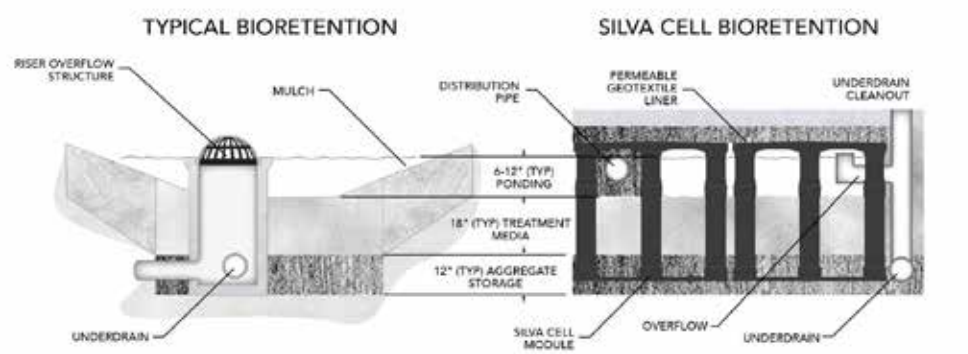 TYPICAL BIORETENTION
SILVA CELL BIORETENTION
RISER OVERFLOW
STRUCTURE
MULCH
DISTRIBUTION
PIPE
PERMEABLE
GEOTEXTILE
LINER
UNDERDRAIN
CLEANOUT
6-12" (TYP)
PONDING
18" (TYP) TREATMENT
MEDIA
12" (TYP) AGGREGATE
STORAGE
UNDERDRAIN
SILVA CELL
MODULE
OVERFLOW
UNDERDRAIN